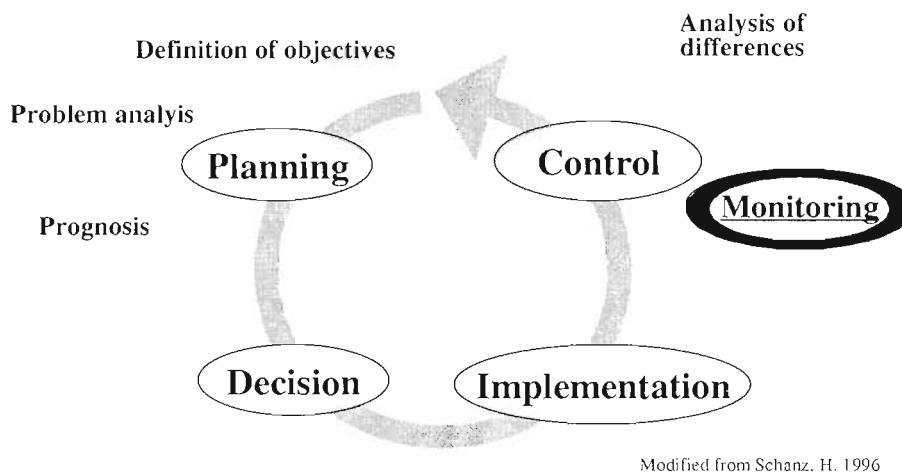 Analysis of
differences
Definition of objectives
Problem analyis
Planning
Control
Monitoring
Prognosis
Decision
Implementation
Modified from Schanz, H. 1996